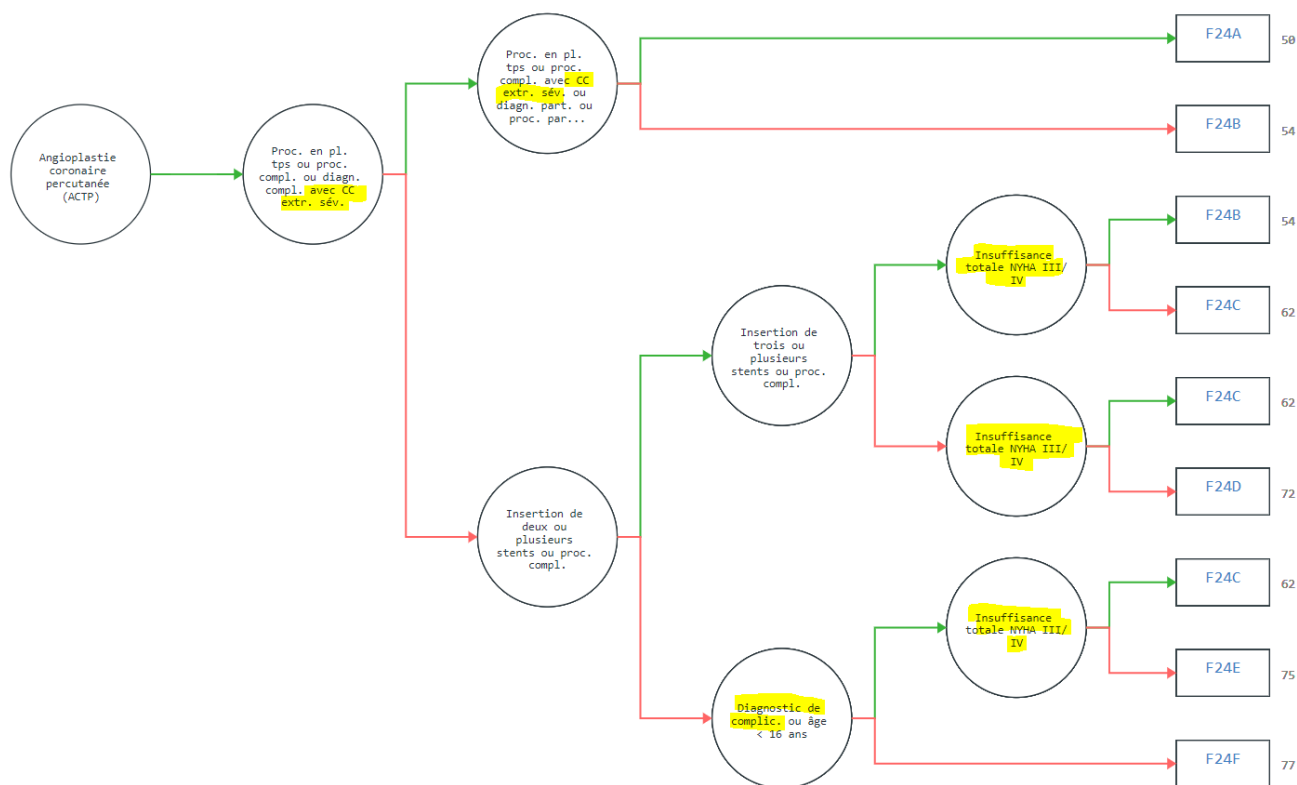 Angioplastie
coronaire
percutanée
(ACTP)
Proc. en pl.
tps ou proc.
compl. ou diagn.
compl. avec CC
extr. sév.
Proc. en pl.
tps ou proc.
compl. avec CC
extr. sév. ou
diagn. part. ou
proc. par...
F24A
50
F24B
54
Insertion de
deux ou
plusieurs
stents ou proc.
compl.
Insertion de
trois ou
plusieurs
stents ou proc.
compl.
Insuffisance
totale NYHA III/
IV
F24B
54
F24C
62
Insuffisance
totale NYHA III/
IV
F24C
62
F24D
72
Diagnostic de
complic. ou âge
< 16 ans
Insuffisance
totale NYHA III/
IV
F24C
62
F24E
75
F24F
77